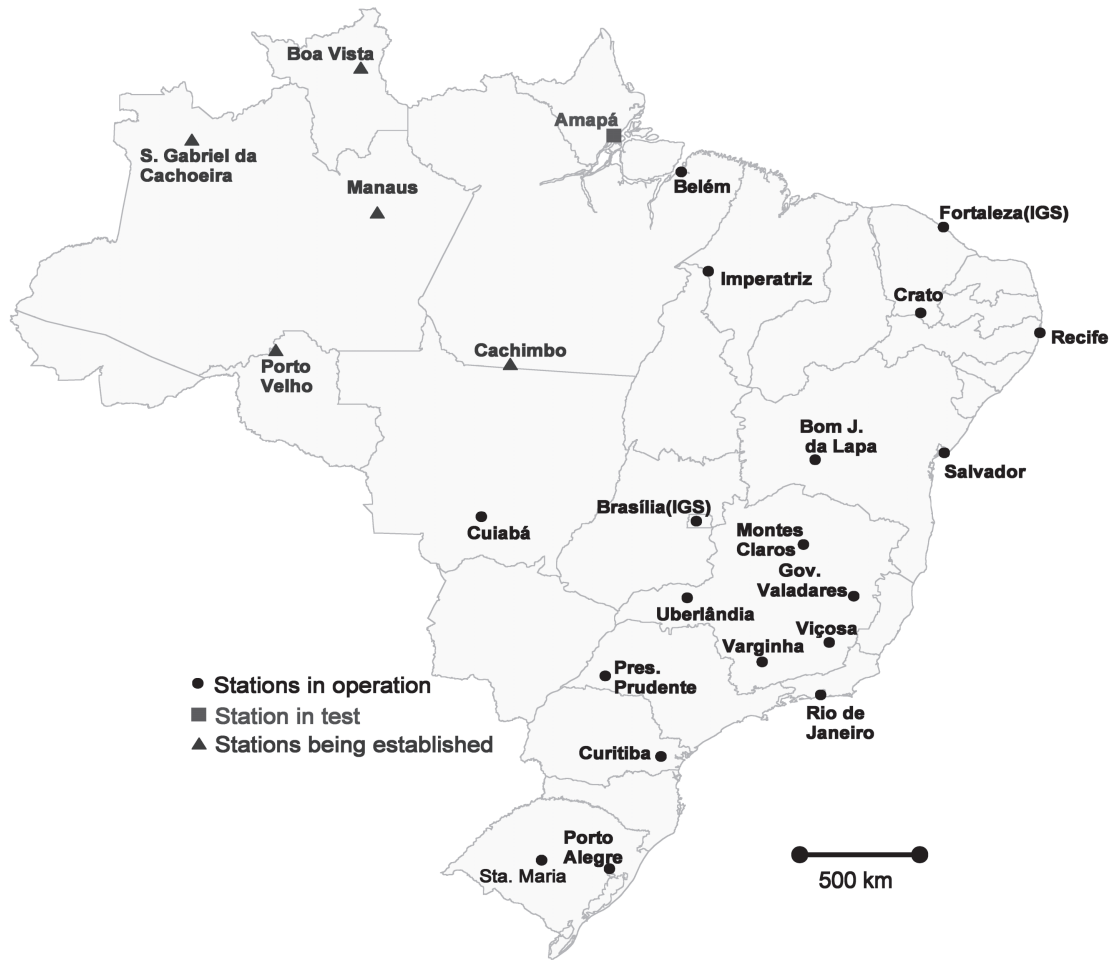 Boa Vista
Amapá
S. Gabriel da
Cachoeira
Manaus
Belém
Fortaleza(IGS)
Imperatriz
Crato
Recife
Cachimbo
Porto
Velho
Bom J.
da Lapa
Salvador
Brasília(IGS)
Cuiabá
Montes
Claros
Gov.
Valadares
Uberlândia
Viçosa
Varginha
Pres.
Prudente
Rio de
Janeiro
Stations in operation
Station in test
Stations being established
Curitiba
Porto
Alegre
Sta. Maria
500 km